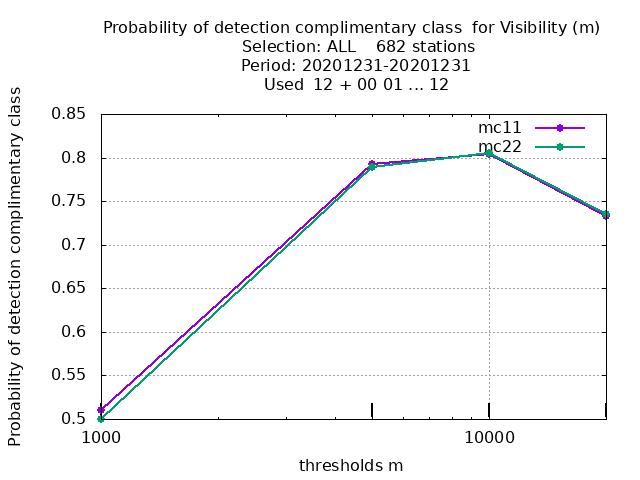 Probability of detection complimentary class  for Visibility (m)
Selection: ALL    682 stations
Period: 20201231-20201231
Used  12 + 00 01 ... 12
Probability of detection complimentary class
0.85
0.8
0.75
0.7
0.65
0.6
0.55
0.5
mc11
mc22
1000
10000
thresholds m